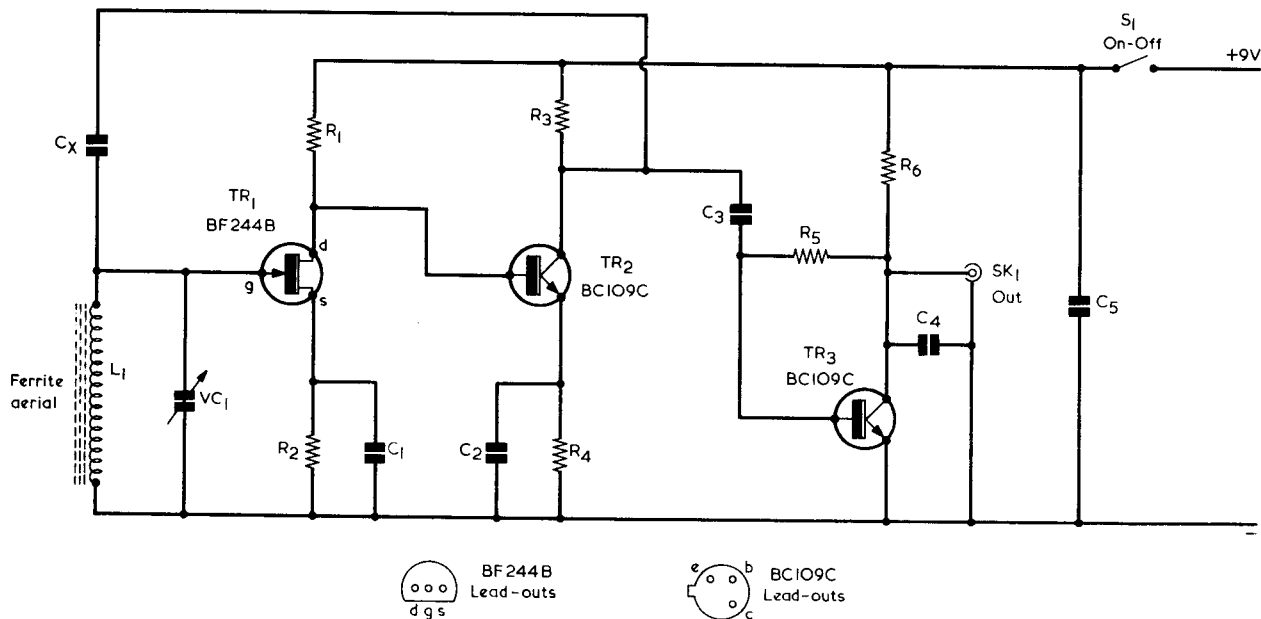 S1
On-Off
+9V
R1
R3
CX
R6
TR1
BF244B
C3
d
R5
g
TR2
BC109C
SK1
Out
s
C4
C5
L1
Ferrite
aerial
VC1
TR3
BC109C
R2
C1
C2
R4
–
BF244B
Lead-outs
d g s
e
b
c
BC109C
Lead-outs